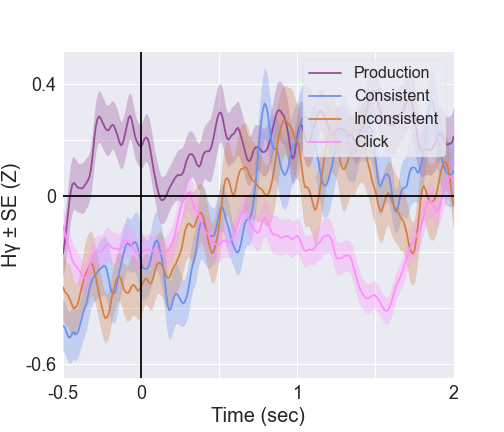 Production
Consistent
Inconsistent
Click
0.4
0
-0.6
Hγ ± SE (Z)
-0.5 0 1 2
Time (sec)